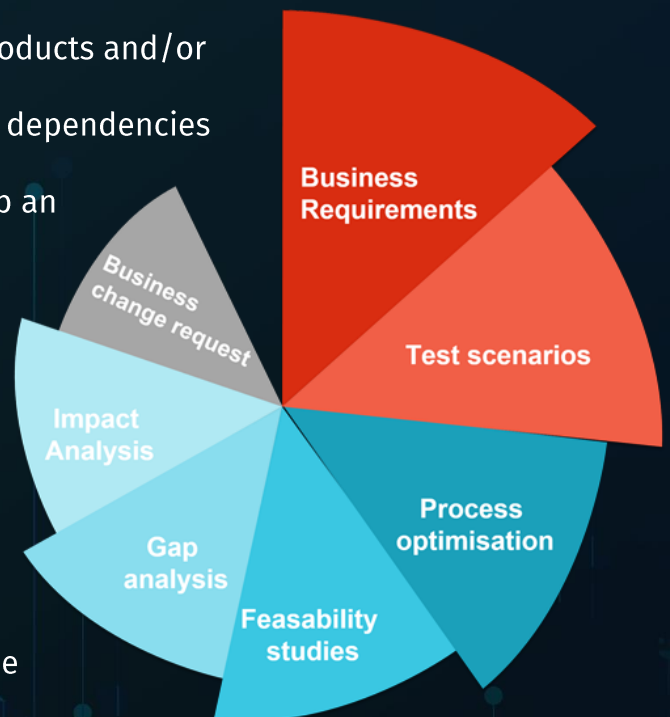 oducts and/or
dependencies
o an
e
Business
Requirements
Test scenarios
Process
optimisation
Feasability
studies
Gap
analysis
Impact
Analysis
Business
change request